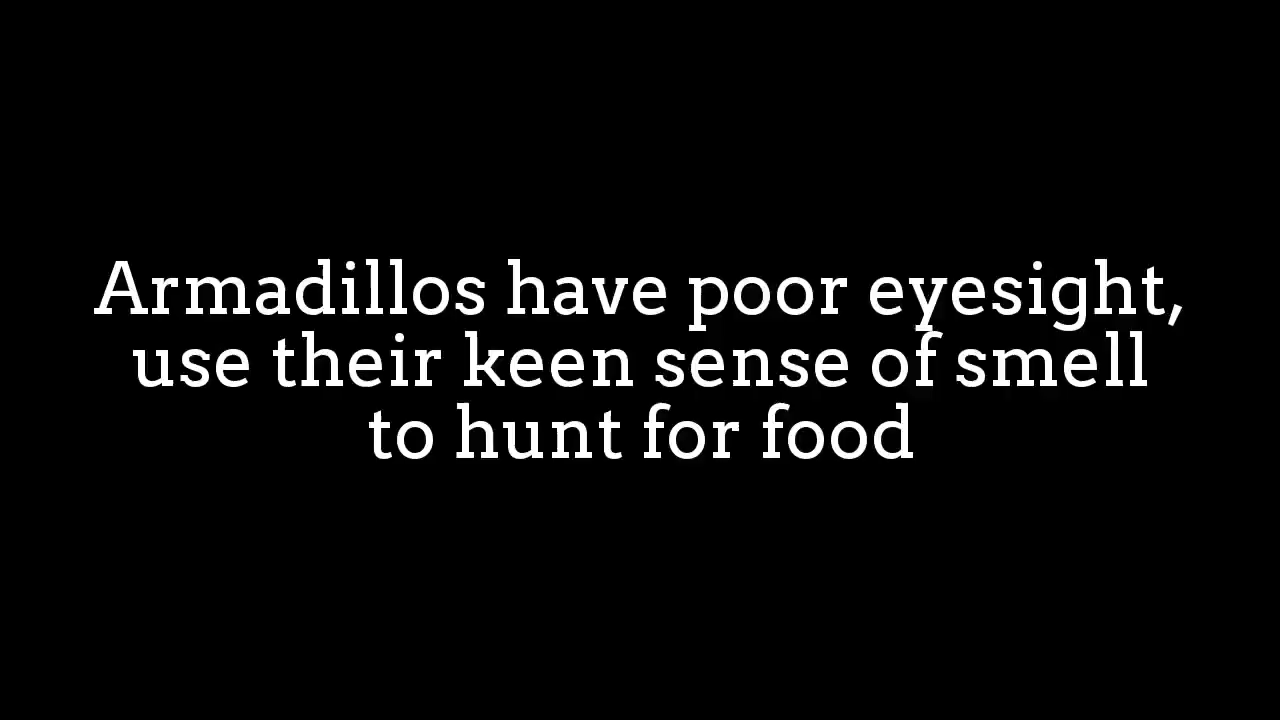 Armadillos have poor eyesight,
use their keen sense of smell
to hunt for food